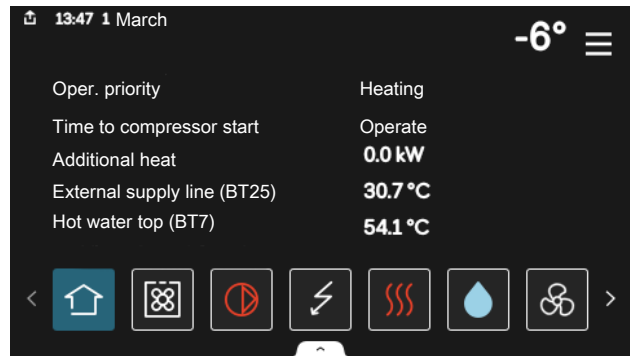 13:47 1 March
-6°
Oper. priority Heating
Time to compressor start Operate
Additional heat 0.0 kW
External supply line (BT25) 30.7 °C
Hot water top (BT7) 54.1 °C